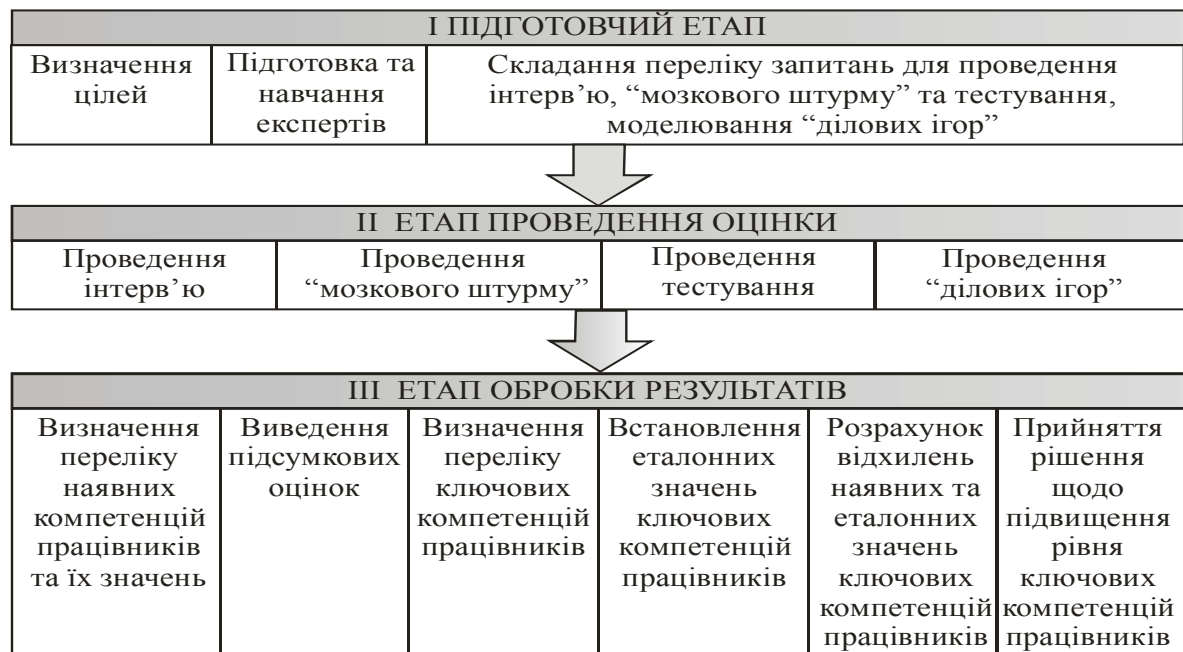 І ПІДГОТОВЧИЙ ЕТАП
Визначення
цілей
Підготовка та
навчання
експертів
Складання переліку запитань для проведення
інтерв’ю, “мозкового штурму” та тестування,
моделювання “ділових ігор”
ІІ ЕТАП ПРОВЕДЕННЯ ОЦІНКИ
Проведення
інтерв’ю
Проведення
“мозкового штурму”
Проведення
тестування
Проведення
“ділових ігор”
ІІІ ЕТАП ОБРОБКИ РЕЗУЛЬТАТІВ
Визначення
переліку
наявних
компетенцій
працівників
та їх значень
Виведення
підсумкових
оцінок
Визначення
переліку
ключових
компетенцій
працівників
Встановлення
еталонних
значень
ключових
компетенцій
працівників
Розрахунок
відхилень
наявних та
еталонних
значень
ключових
компетенцій
працівників
Прийняття
рішення
щодо
підвищення
рівня
ключових
компетенцій
працівників